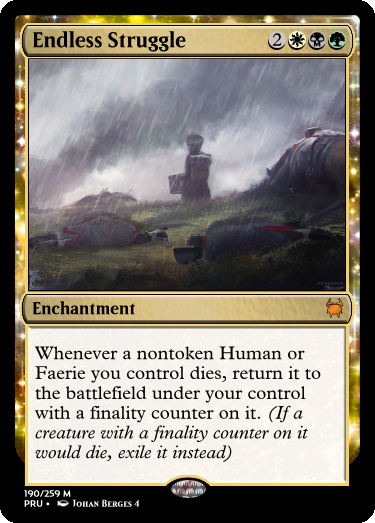 Endless Struggle 2
Enchantment
Whenever a nontoken Human or
Faerie you control dies, return it to
the battlefield under your control
with a finality counter on it. (If a
creature with a finality counter on it
would die, exile it instead)
190/259 M
PRU • Johan Berges 4